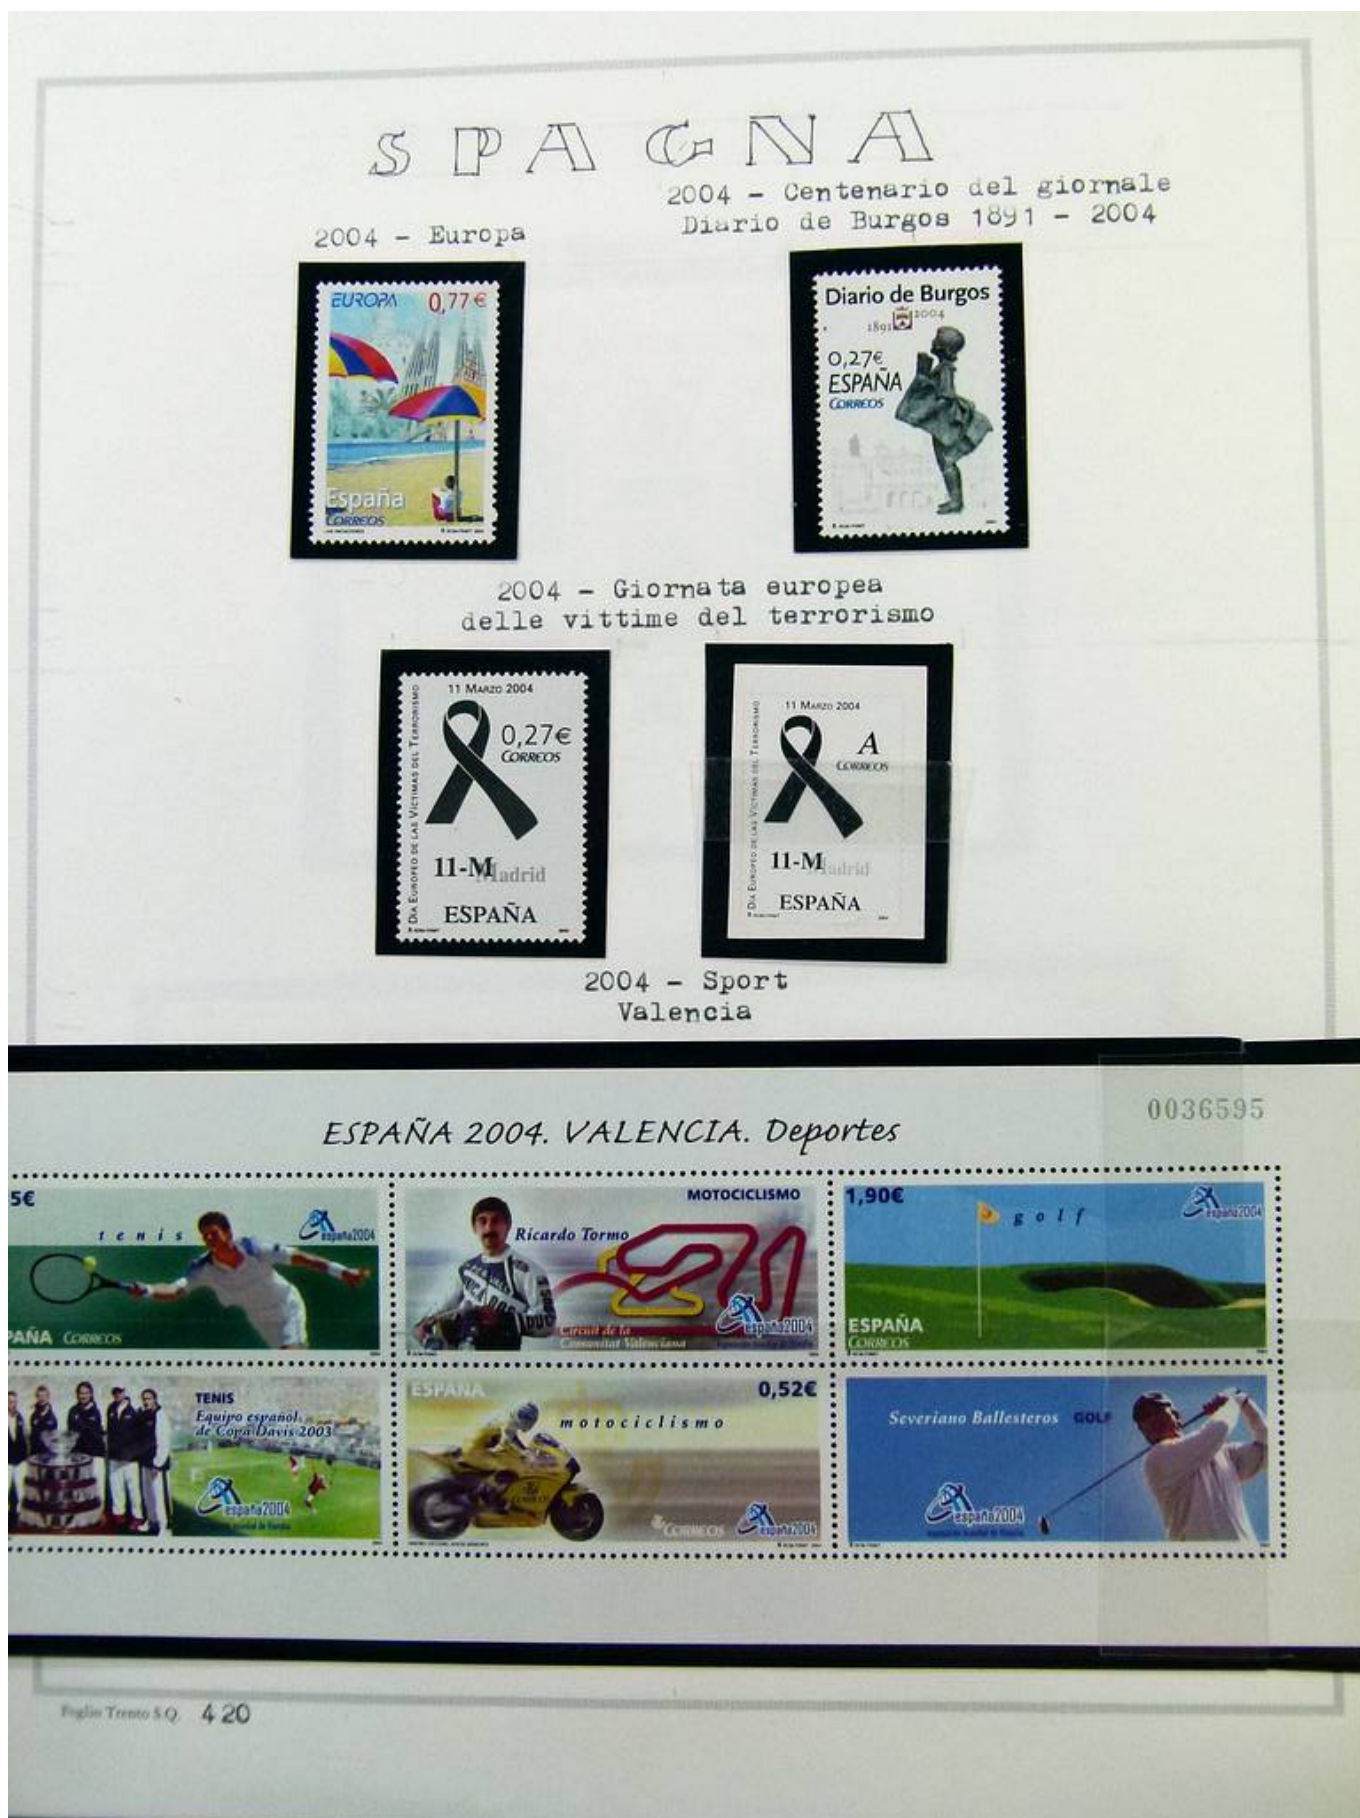 SPAGNA
2004 - Centenario del giornale
Diario de Burgos 1891 - 2004
2004 - Europa
EUROPA 0,77€
España
CORREOS
Diario de Burgos
1891 2004
0,27€
ESPAÑA
CORREOS
2004 - Giornata europea
delle vittime del terrorismo
11 MARZO 2004
0,27€
CORREOS
DÍA EUROPEO DE LAS VÍCTIMAS DEL TERRORISMO
11-M
Madrid
ESPAÑA
11 MARZO 2004
A
CORREOS
DÍA EUROPEO DE LAS VÍCTIMAS DEL TERRORISMO
11-M
Madrid
ESPAÑA
2004 - Sport
Valencia
0036595
ESPAÑA 2004. VALENCIA. Deportes
5€
tenis
españa2004
PAÑA CORREOS
MOTOCICLISMO
Ricardo Tormo
Circuit de la
Comunitat Valenciana
españa2004
1,90€
golf
españa2004
ESPAÑA
CORREOS
TENIS
Equipo español
de Copa Davis 2003
españa2004
ESPAÑA 0,52€
motociclismo
CORREOS
españa2004
Severiano Ballesteros GOLF
españa2004
Foglio Trento S.Q. 420